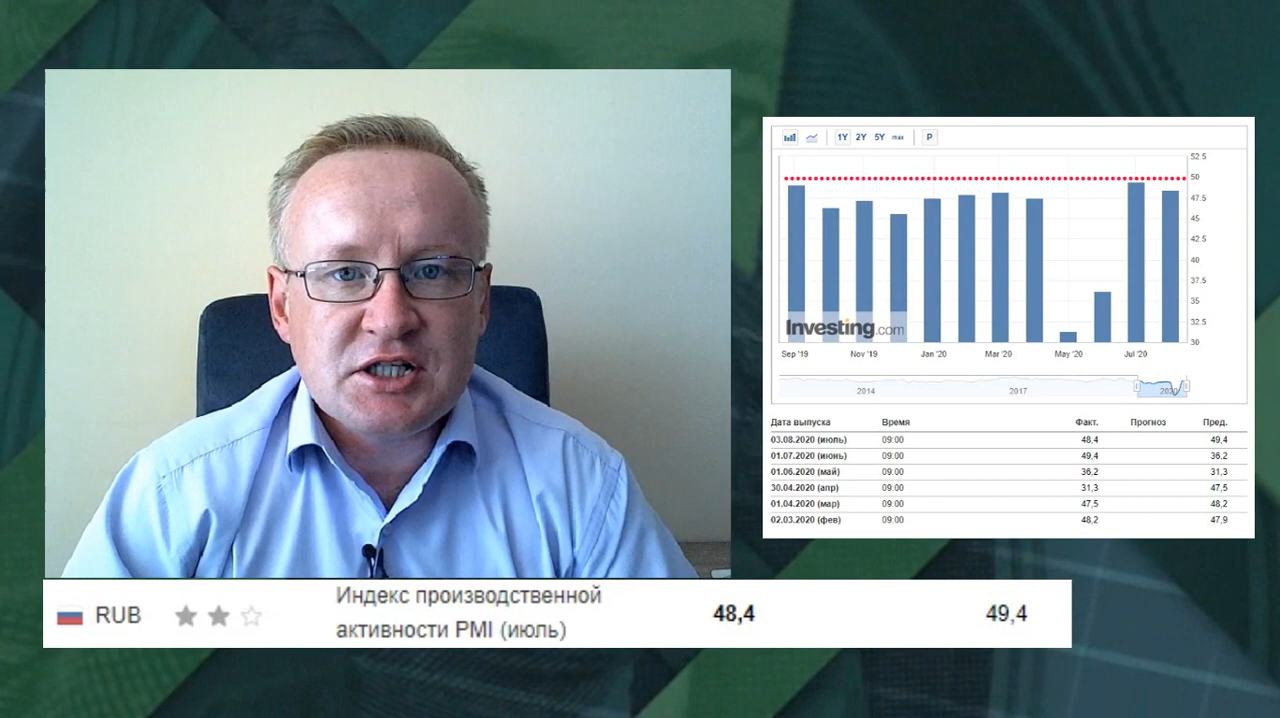 1Y 2Y 5Y max P
52.5
50
47.5
45
42.5
40
37.5
35
32.5
30
Investing.com
Sep '19 Nov '19 Jan '20 Mar '20 May '20 Jul '20
2014 2017 2020
Дата выпуска Время Факт. Прогноз Пред.
03.08.2020 (июль) 09:00 48,4 49,4
01.07.2020 (июнь) 09:00 49,4 36,2
01.06.2020 (май) 09:00 36,2 31,3
30.04.2020 (апр) 09:00 31,3 47,5
01.04.2020 (мар) 09:00 47,5 48,2
02.03.2020 (фев) 09:00 48,2 47,9
RUB Индекс производственной 48,4 49,4
активности PMI (июль)